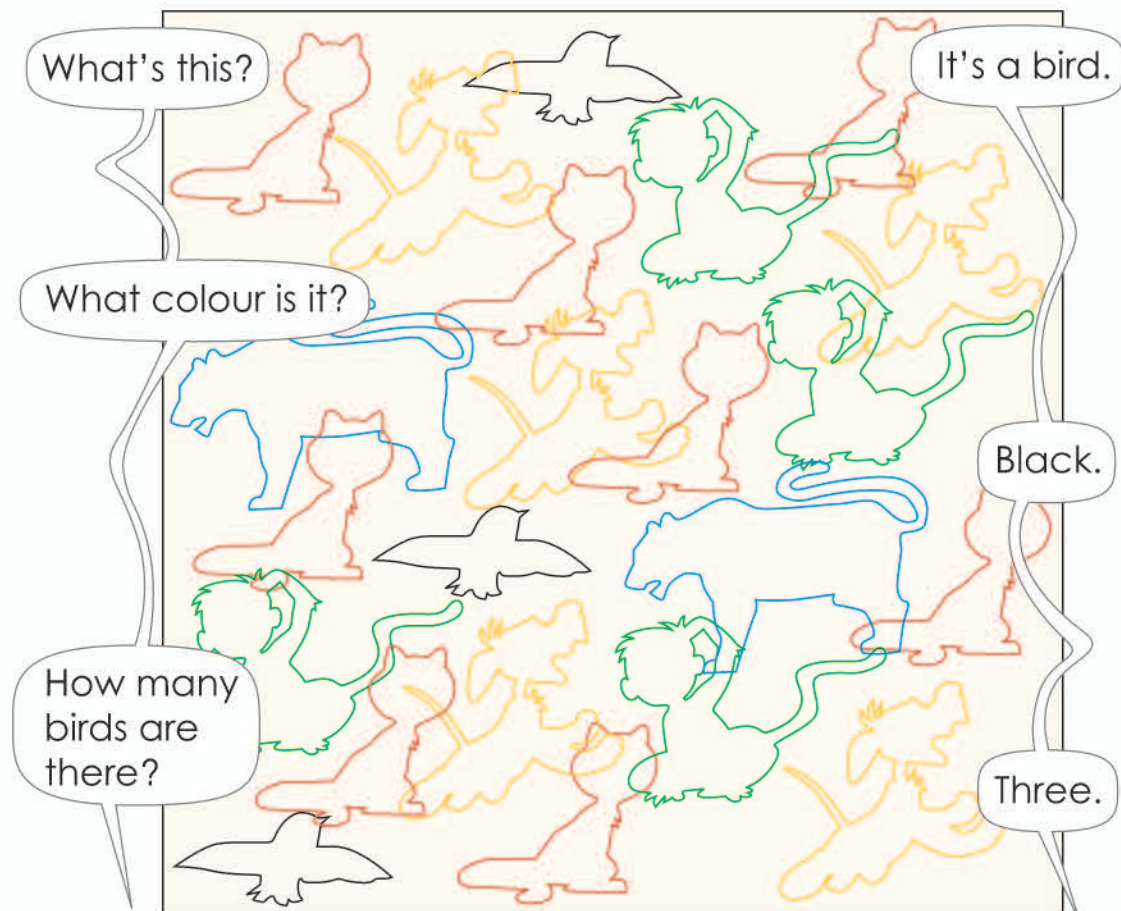 What's this?
It's a bird.
What colour is it?
Black.
How many
birds are
there?
Three.